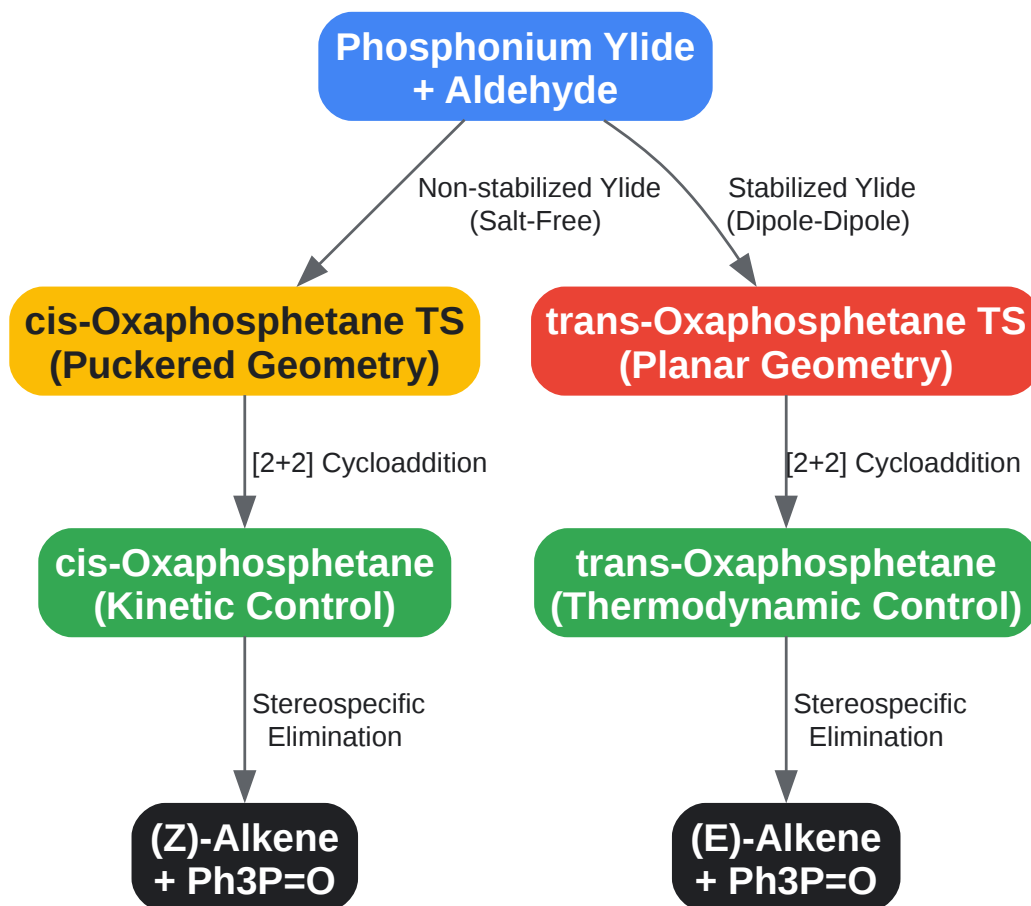 Phosphonium Ylide
+ Aldehyde
Non-stabilized Ylide
(Salt-Free)
Stabilized Ylide
(Dipole-Dipole)
cis-Oxaphosphetane TS
(Puckered Geometry)
trans-Oxaphosphetane TS
(Planar Geometry)
[2+2] Cycloaddition
[2+2] Cycloaddition
cis-Oxaphosphetane
(Kinetic Control)
trans-Oxaphosphetane
(Thermodynamic Control)
Stereospecific
Elimination
Stereospecific
Elimination
(Z)-Alkene
+ Ph3P=O
(E)-Alkene
+ Ph3P=O